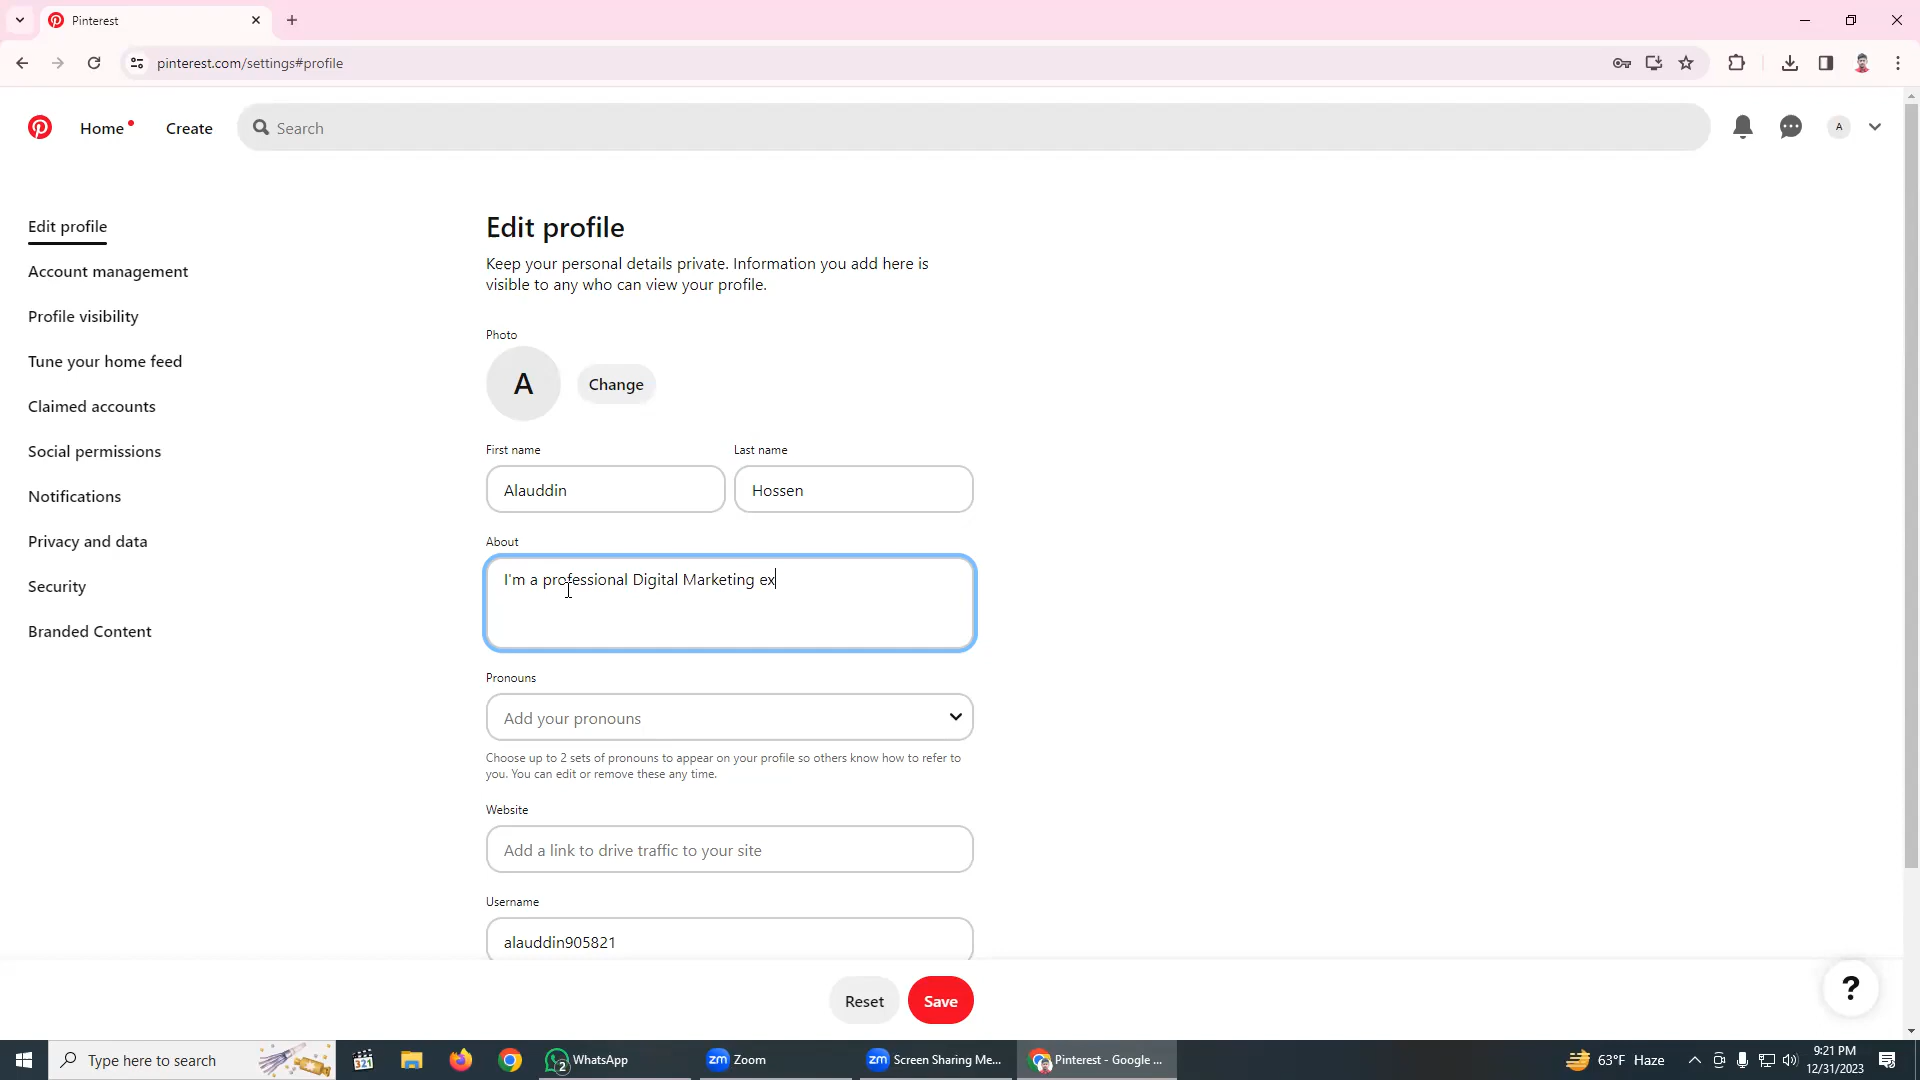 Pinterest
pinterest.com/settings#profile
Home
Create
Search
A
Edit profile
Account management
Profile visibility
Tune your home feed
Claimed accounts
Social permissions
Notifications
Privacy and data
Security
Branded Content
Edit profile
Keep your personal details private. Information you add here is
visible to any who can view your profile.
Photo
A
Change
First name
Last name
Alauddin
Hossen
About
I'm a professional Digital Marketing ex
Pronouns
Add your pronouns
Choose up to 2 sets of pronouns to appear on your profile so others know how to refer to
you. You can edit or remove these any time.
Website
Add a link to drive traffic to your site
Username
alauddin905821
Reset
Save
?
Type here to search
321
2
WhatsApp
zm
Zoom
zm
Screen Sharing Me...
Pinterest - Google ...
63°F Haze
9:21 PM
12/31/2023